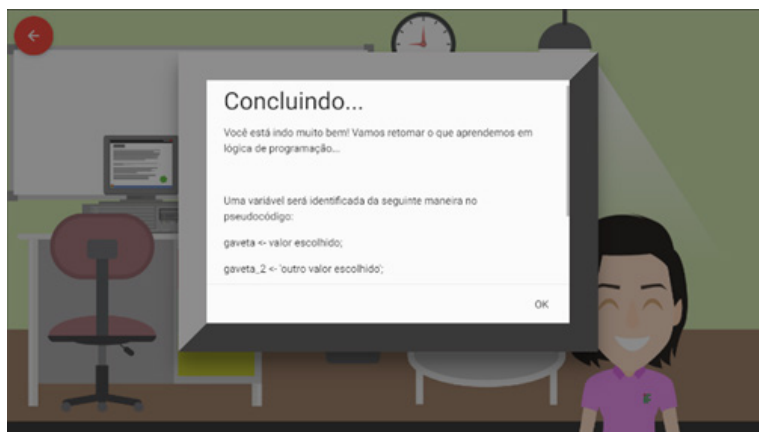 Concluindo...
Você está indo muito bem! Vamos retomar o que aprendemos em
lógica de programação...
Uma variável será identificada da seguinte maneira no
pseudocódigo:
gaveta <- valor escolhido;
gaveta_2 <- 'outro valor escolhido';
OK